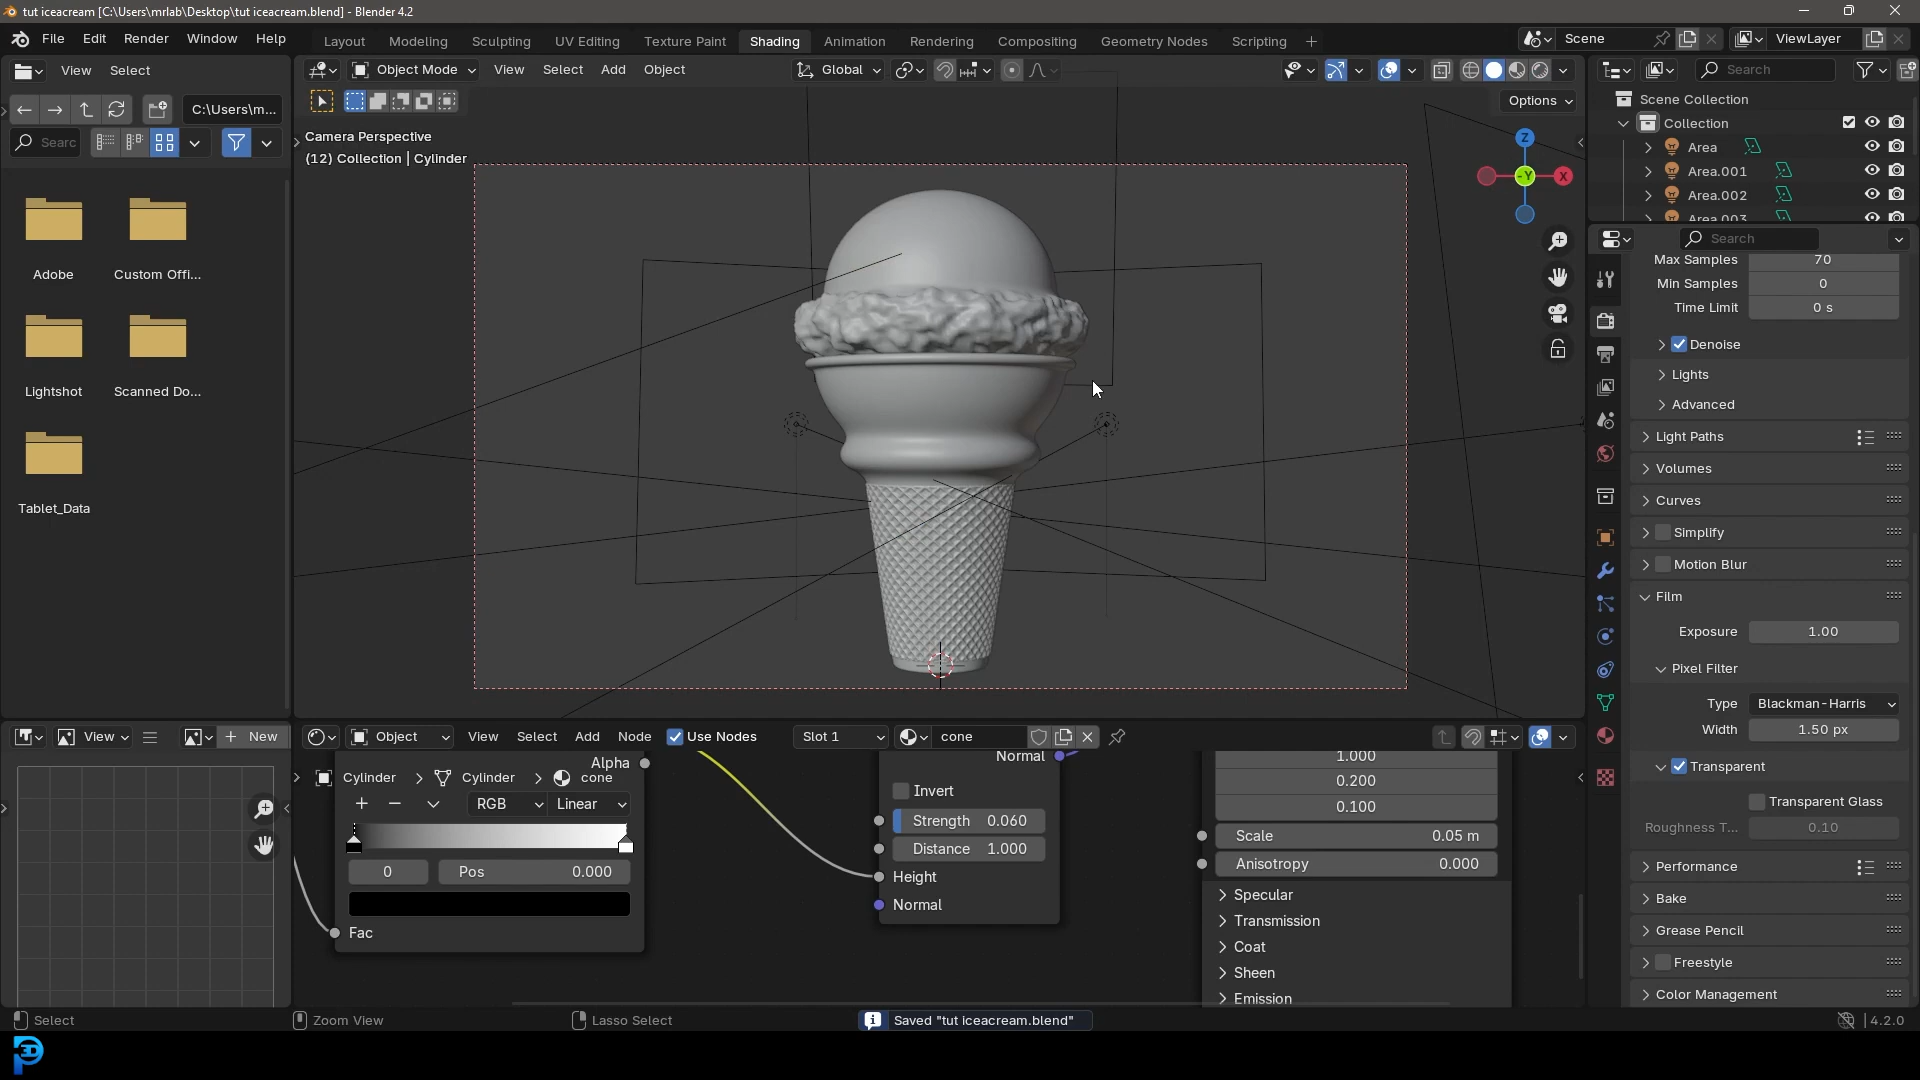 tut iceacream [C:\Users\mrlab\Desktop\tut iceacream.blend] - Blender 4.2
File Edit Render Window Help
Layout Modeling Sculpting UV Editing Texture Paint Shading Animation Rendering Compositing Geometry Nodes Scripting
Scene
ViewLayer
View Select
Object Mode View Select Add Object
Global
Search
C:\Users\m...
Options
Searc
Camera Perspective
(12) Collection | Cylinder
Z
-Y
X
Scene Collection
Collection
Area
Area.001
Area.002
Area.003
Search
Adobe
Custom Offi...
Lightshot
Scanned Do...
Tablet_Data
Max Samples 70
Min Samples 0
Time Limit 0 s
Denoise
Lights
Advanced
Light Paths
Volumes
Curves
Simplify
Motion Blur
Film
Exposure 1.00
Pixel Filter
Type Blackman-Harris
Width 1.50 px
Transparent
Transparent Glass
Roughness T... 0.10
Performance
Bake
Grease Pencil
Freestyle
Color Management
View
New
Object View Select Add Node Use Nodes Slot 1 cone
Alpha
Cylinder > Cylinder > cone
RGB Linear
0 Pos 0.000
Fac
Normal
Invert
Strength 0.060
Distance 1.000
Height
Normal
1.000
0.200
0.100
Scale 0.05 m
Anisotropy 0.000
Specular
Transmission
Coat
Sheen
Emission
Select
Zoom View
Lasso Select
Saved "tut iceacream.blend"
4.2.0